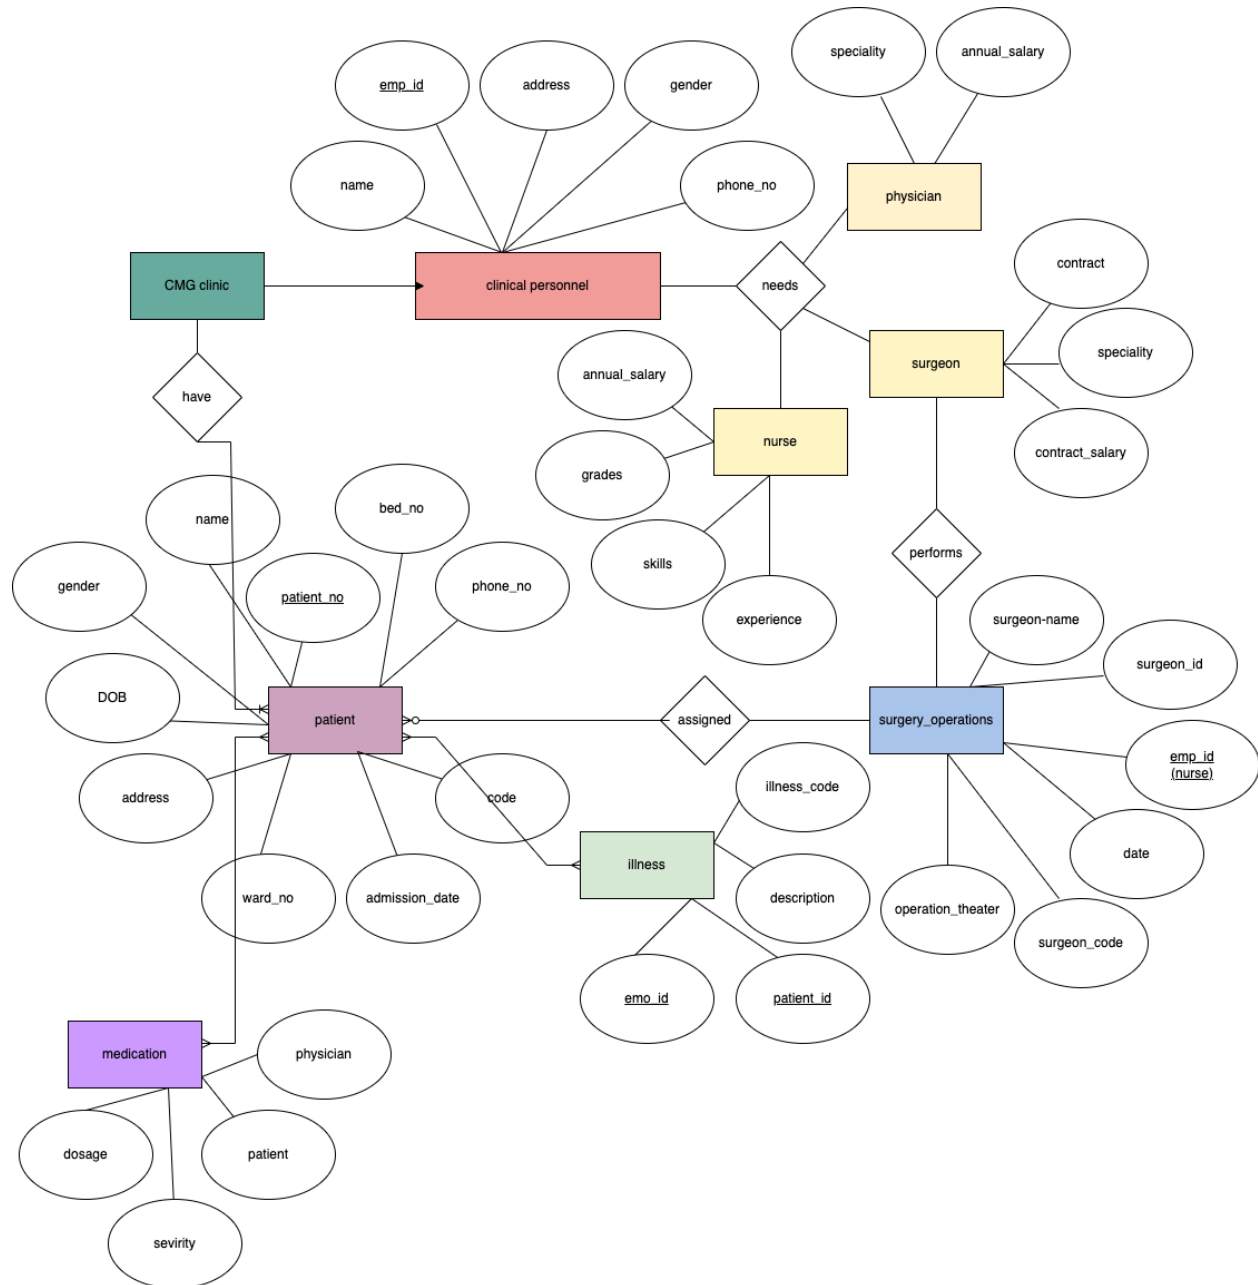 speciality
annual_salary
emp_id
address
gender
name
phone_no
physician
CMG clinic
clinical personnel
needs
contract
surgeon
speciality
annual_salary
have
nurse
contract_salary
grades
bed_no
name
skills
performs
gender
patient_no
phone_no
experience
surgeon-name
surgeon_id
DOB
patient
assigned
surgery_operations
emp_id
(nurse)
address
code
illness_code
date
illness
ward_no
admission_date
description
operation_theater
surgeon_code
emo_id
patient_id
medication
physician
dosage
patient
sevirity